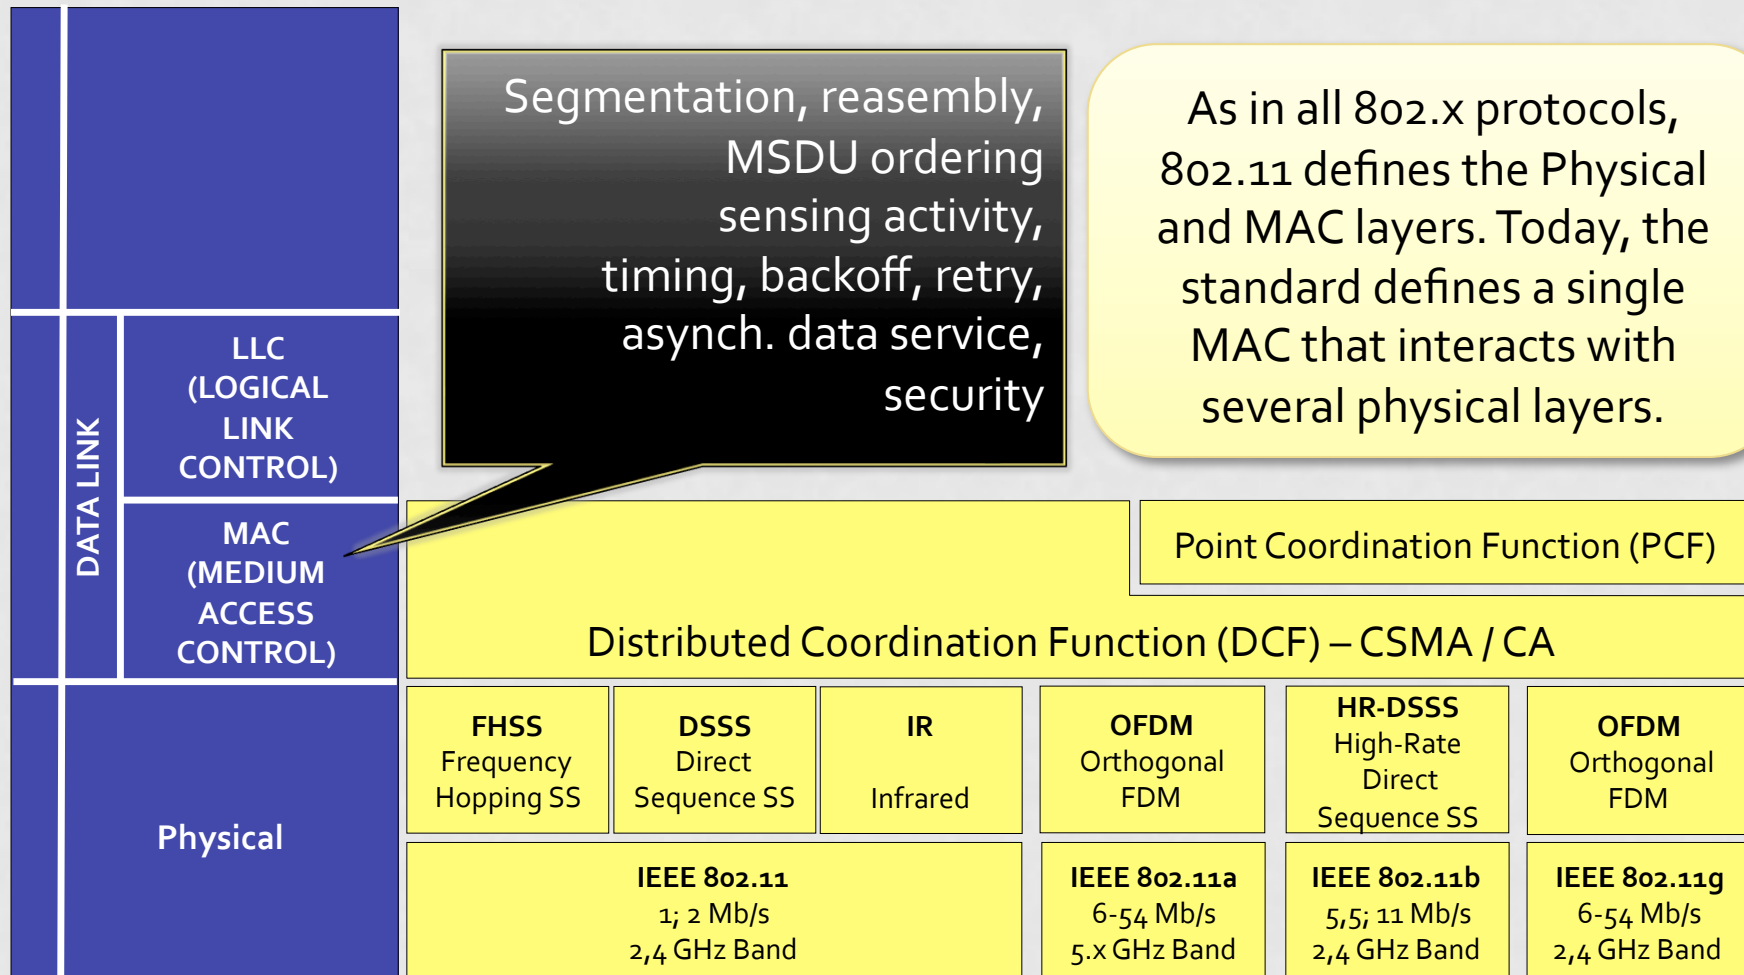 Segmentation, reasembly,
MSDU ordering
sensing activity,
timing, backoff, retry,
asynch. data service,
security
As in all 802.x protocols,
802.11 defines the Physical
and MAC layers. Today, the
standard defines a single
MAC that interacts with
several physical layers.
DATA LINK
LLC
(LOGICAL
LINK
CONTROL)
MAC
(MEDIUM
ACCESS
CONTROL)
Point Coordination Function (PCF)
Distributed Coordination Function (DCF) – CSMA / CA
Physical
FHSS
Frequency
Hopping SS
DSSS
Direct
Sequence SS
IR
Infrared
OFDM
Orthogonal
FDM
HR-DSSS
High-Rate
Direct
Sequence SS
OFDM
Orthogonal
FDM
IEEE 802.11
1; 2 Mb/s
2,4 GHz Band
IEEE 802.11a
6-54 Mb/s
5.x GHz Band
IEEE 802.11b
5,5; 11 Mb/s
2,4 GHz Band
IEEE 802.11g
6-54 Mb/s
2,4 GHz Band